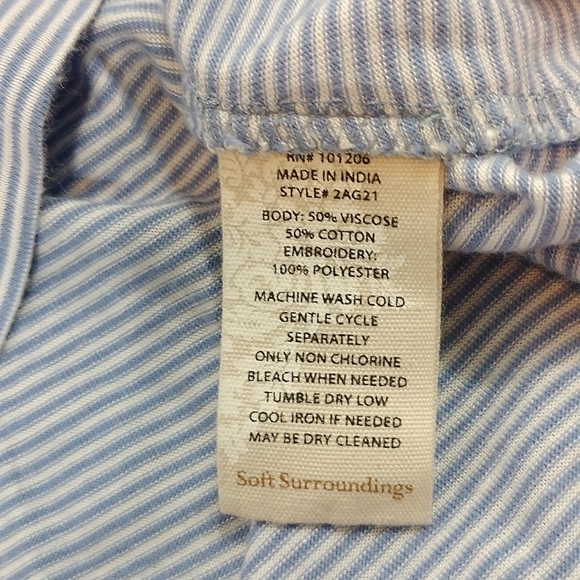 RN# 101206
MADE IN INDIA
STYLE# 2AG21
BODY: 50% VISCOSE
50% COTTON
EMBROIDERY:
100% POLYESTER
MACHINE WASH COLD
GENTLE CYCLE
SEPARATELY
ONLY NON CHLORINE
BLEACH WHEN NEEDED
TUMBLE DRY LOW
COOL IRON IF NEEDED
MAY BE DRY CLEANED
Soft Surroundings